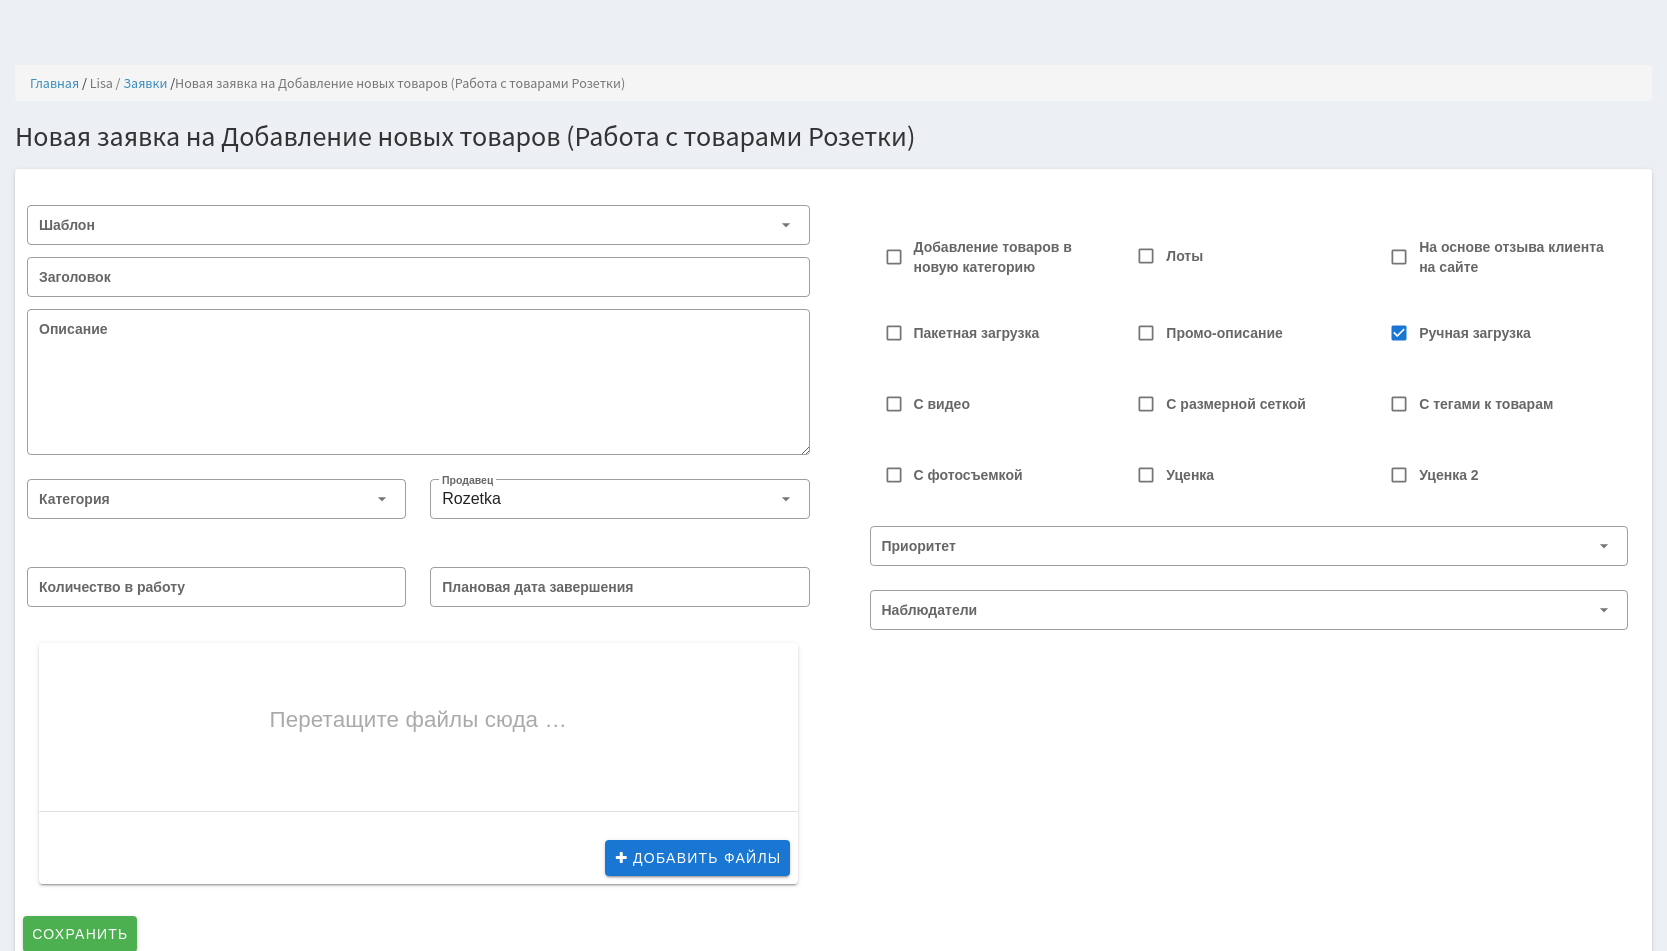 Главная / Lisa / Заявки /Новая заявка на Добавление новых товаров (Работа с товарами Розетки)
Новая заявка на Добавление новых товаров (Работа с товарами Розетки)
Шаблон
Заголовок
Описание
Категория
Продавец
Rozetka
Количество в работу
Плановая дата завершения
Перетащите файлы сюда …
ДОБАВИТЬ ФАЙЛЫ
СОХРАНИТЬ
Добавление товаров в
новую категорию
Лоты
На основе отзыва клиента
на сайте
Пакетная загрузка
Промо-описание
Ручная загрузка
С видео
С размерной сеткой
С тегами к товарам
С фотосъемкой
Уценка
Уценка 2
Приоритет
Наблюдатели